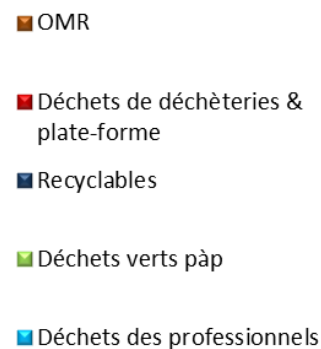 OMR
Déchets de déchèteries &
plate-forme
Recyclables
Déchets verts pàp
Déchets des professionnels